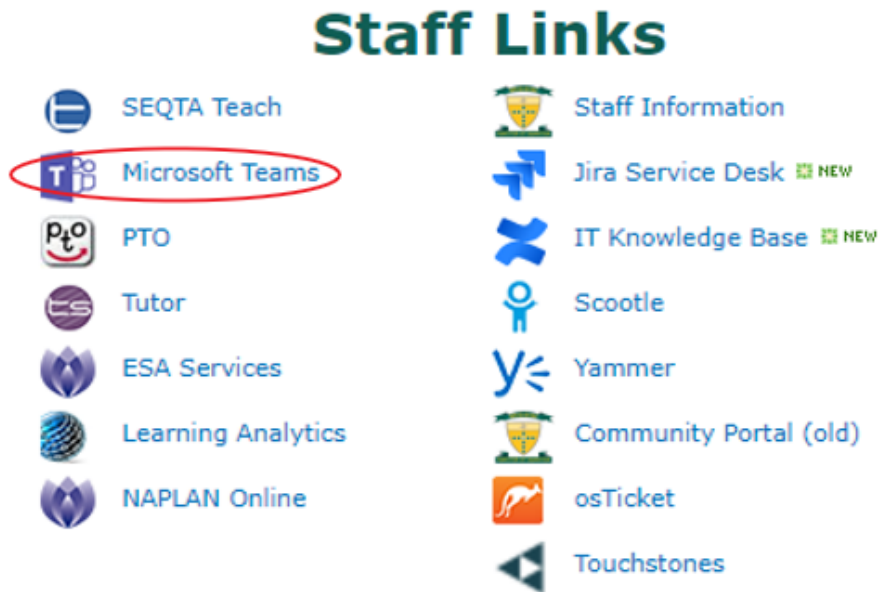 Staff Links
SEQTA Teach
Microsoft Teams
PTO
Tutor
ESA Services
Learning Analytics
NAPLAN Online
Staff Information
Jira Service Desk NEW
IT Knowledge Base NEW
Scootle
Yammer
Community Portal (old)
osTicket
Touchstones